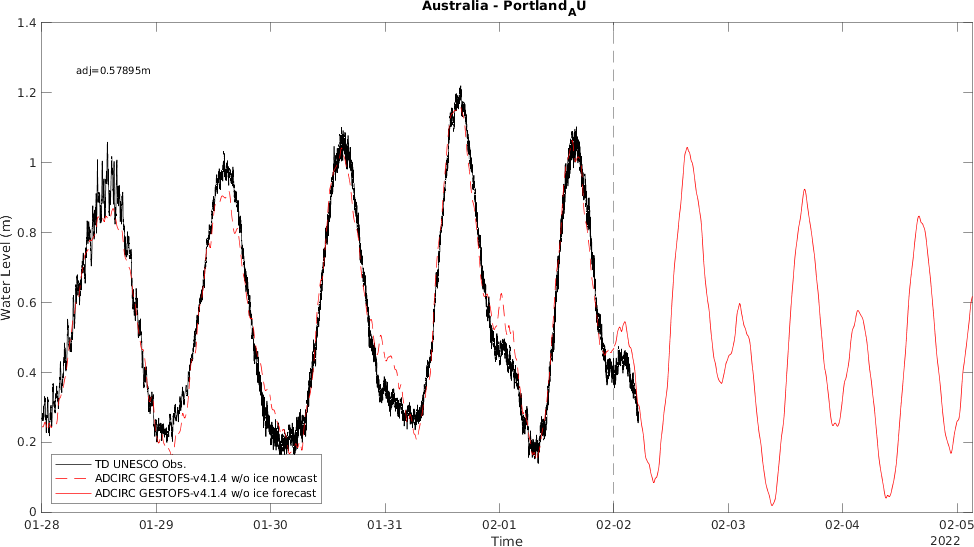 Australia - Portland_AU
1.4
adj=0.57895m
1.2
1
0.8
Water Level (m)
0.6
0.4
0.2
TD UNESCO Obs.
ADCIRC GESTOFS-v4.1.4 w/o ice nowcast
ADCIRC GESTOFS-v4.1.4 w/o ice forecast
0
01-28 01-29 01-30 01-31 02-01 02-02 02-03 02-04 02-05
Time 2022